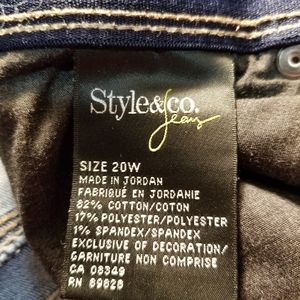 Style&co.
Jeans
SIZE 20W
MADE IN JORDAN
FABRIQUÉ EN JORDANIE
82% COTTON/COTON
17% POLYESTER/POLYESTER
1% SPANDEX/SPANDEX
EXCLUSIVE OF DECORATION/
GARNITURE NON COMPRISE
CA 08349
RN 89828